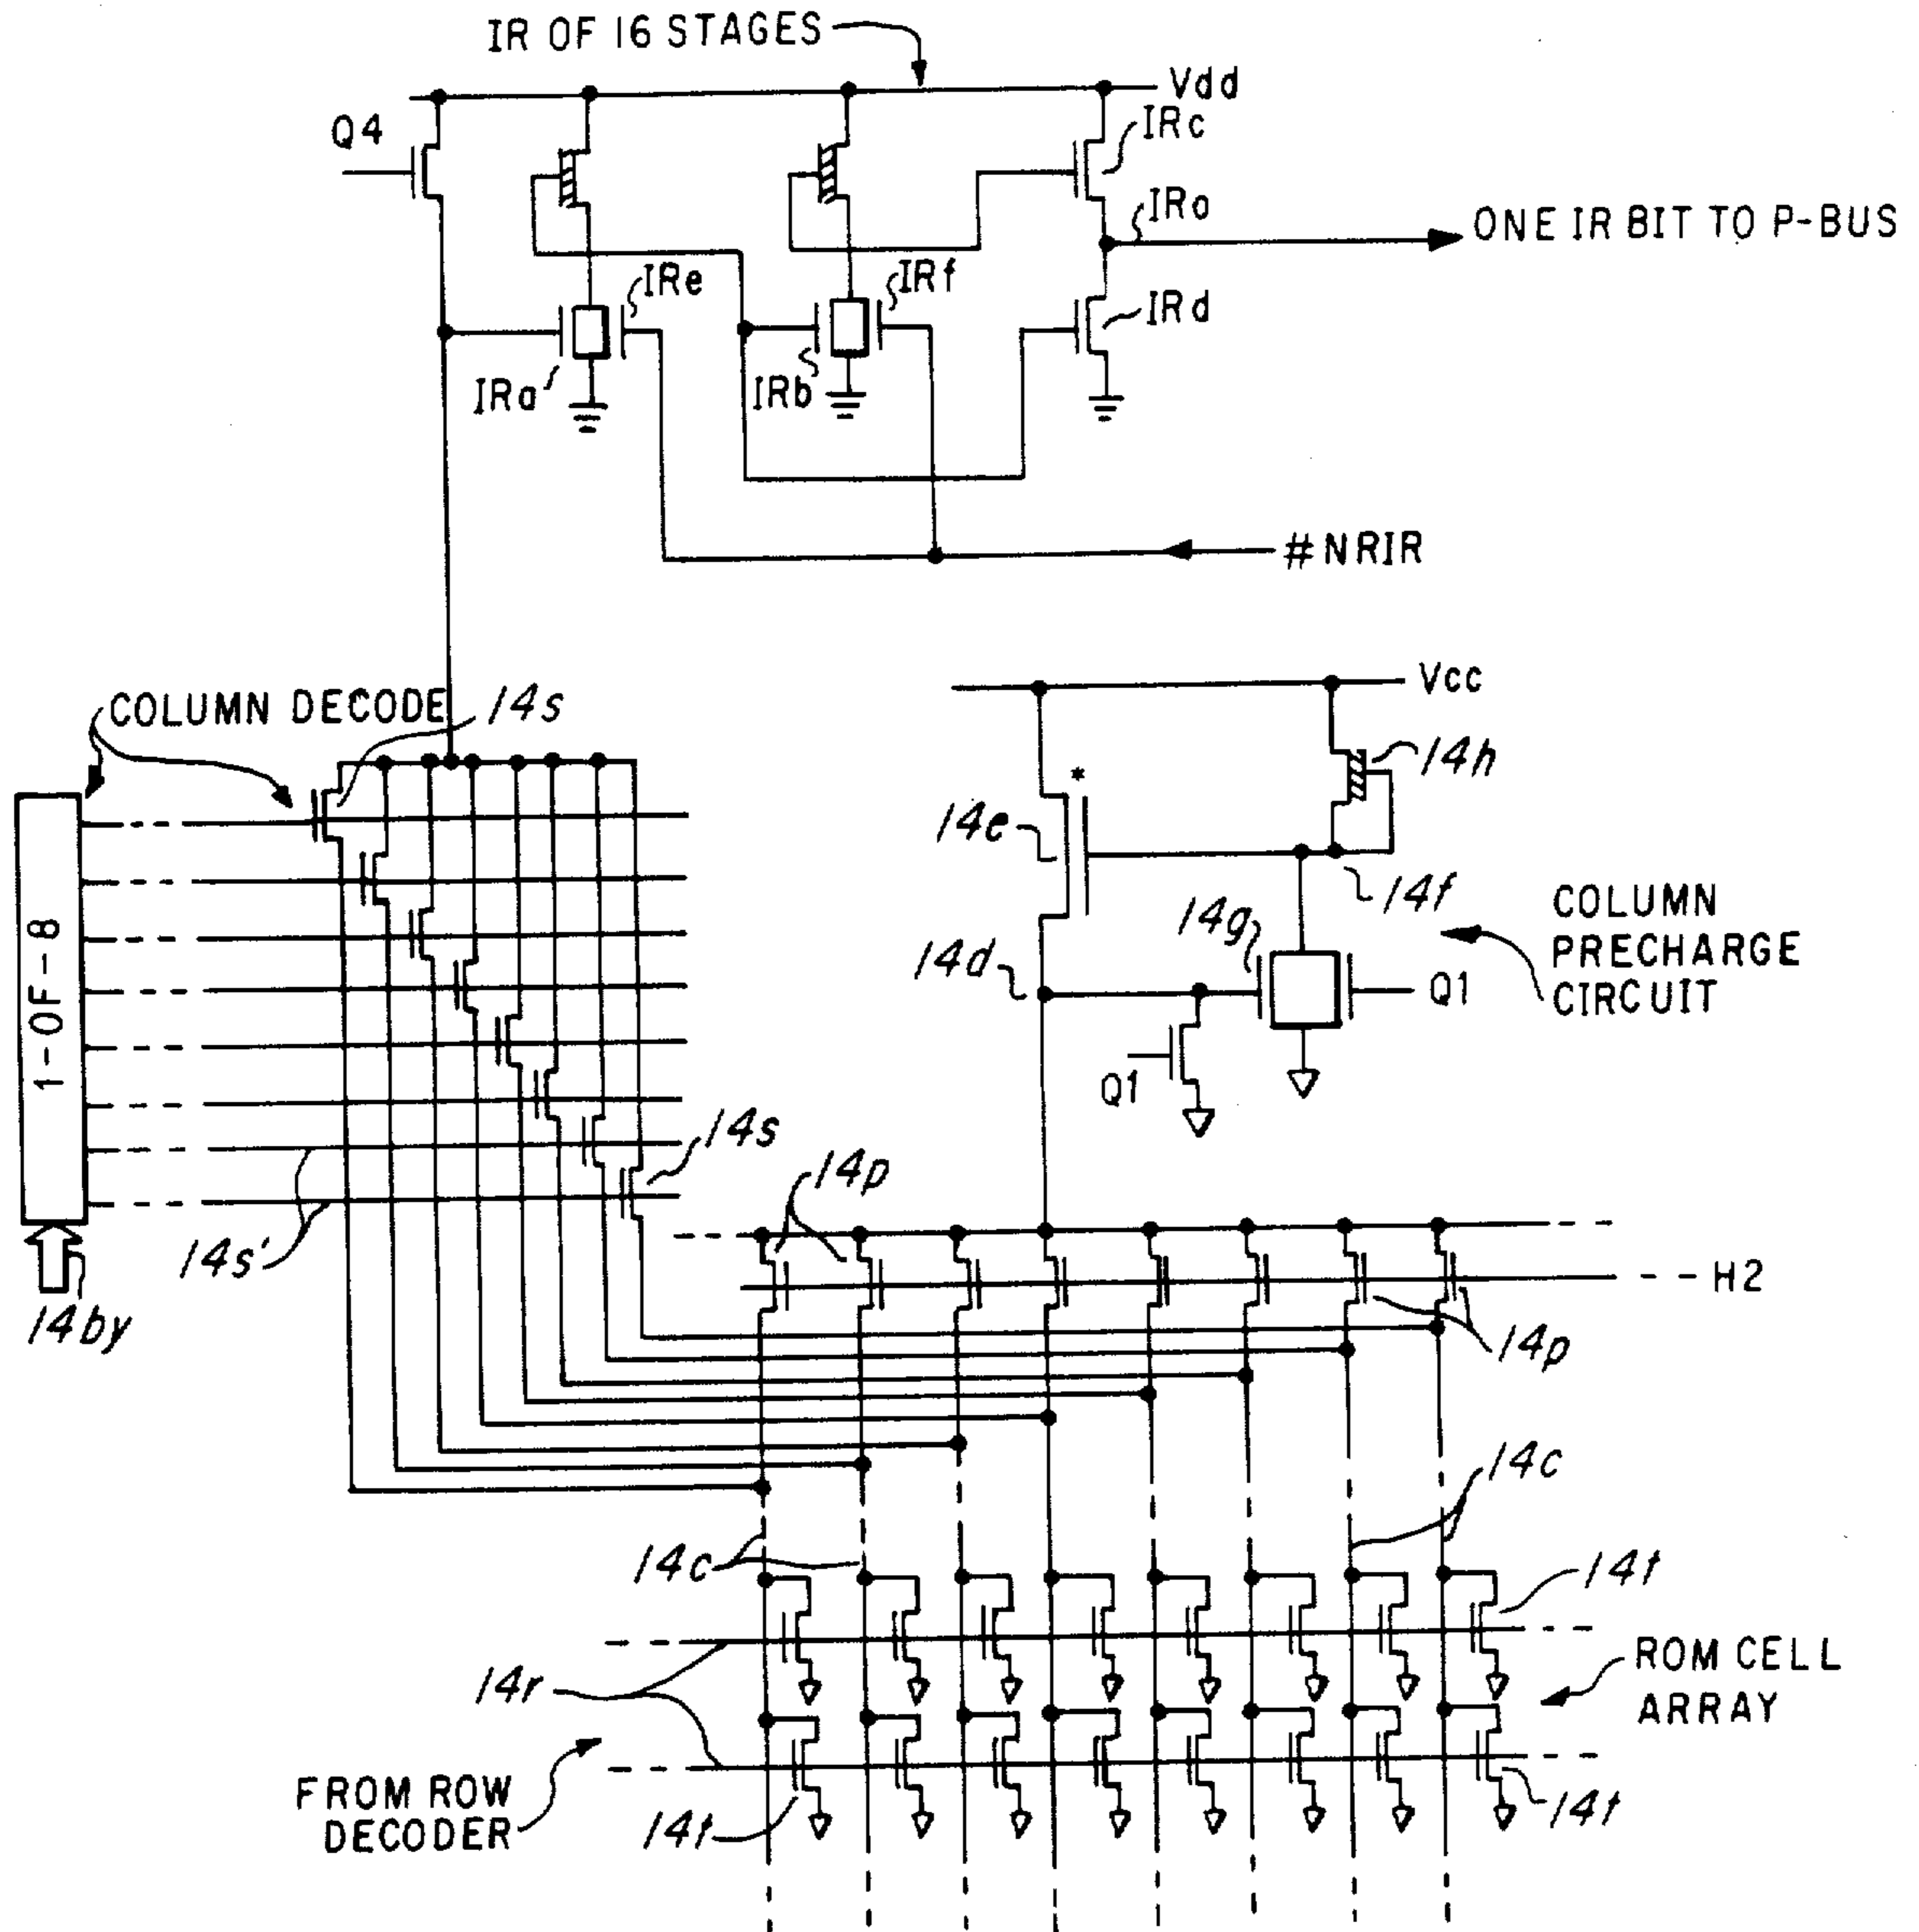 IR OF 16 STAGES
Vdd
Q4
IRc
IRo
ONE IR BIT TO P-BUS
IRe
IRf
IRd
IRa
IRb
#NRIR
Vcc
COLUMN DECODE
14s
14h
*
14e
14f
14g
COLUMN
PRECHARGE
CIRCUIT
14d
Q1
Q1
1-OF-8
14s
14p
14s'
H2
14by
14p
14c
14c
14t
14r
ROM CELL
ARRAY
FROM ROW
DECODER
14t
14t